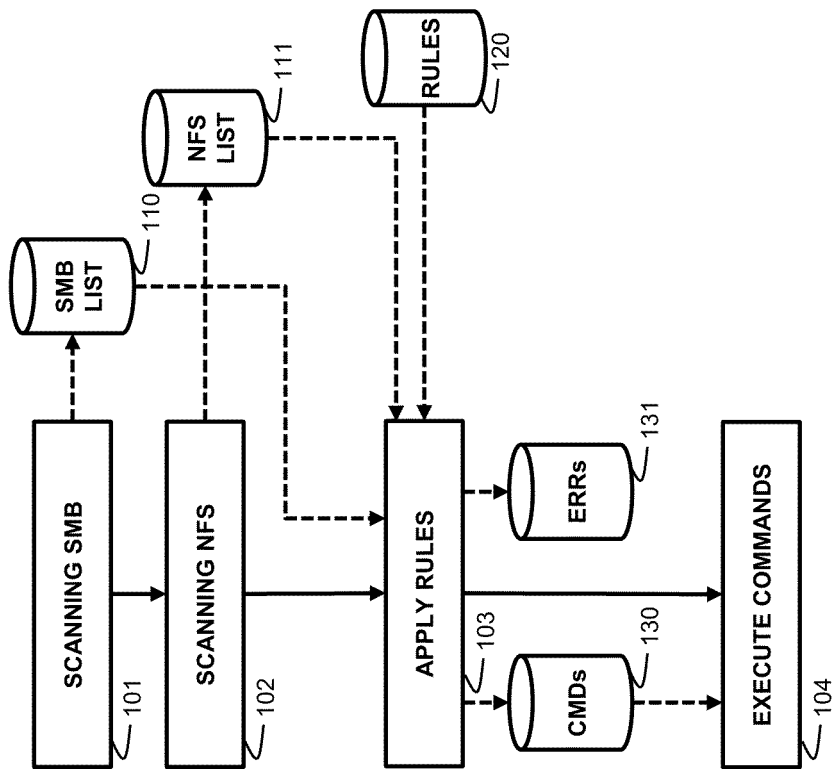 SCANNING SMB
101
SMB
LIST
110
SCANNING NFS
102
NFS
LIST
111
APPLY RULES
103
RULES
120
CMDs
130
ERRs
131
EXECUTE COMMANDS
104